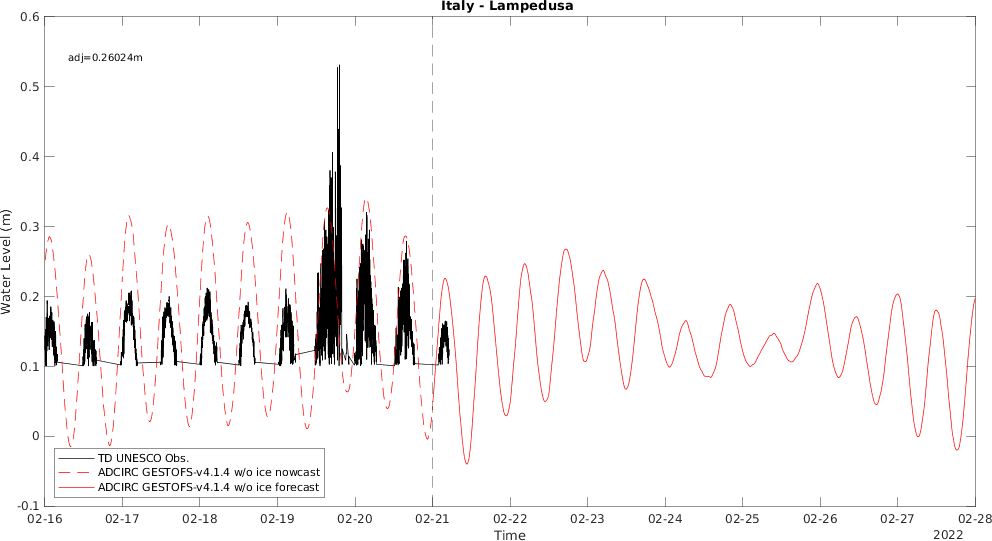 Italy - Lampedusa
adj=0.26024m
0.6
0.5
0.4
0.3
0.2
0.1
0
-0.1
Water Level (m)
TD UNESCO Obs.
ADCIRC GESTOFS-v4.1.4 w/o ice nowcast
ADCIRC GESTOFS-v4.1.4 w/o ice forecast
02-16 02-17 02-18 02-19 02-20 02-21 02-22 02-23 02-24 02-25 02-26 02-27 02-28
Time
2022